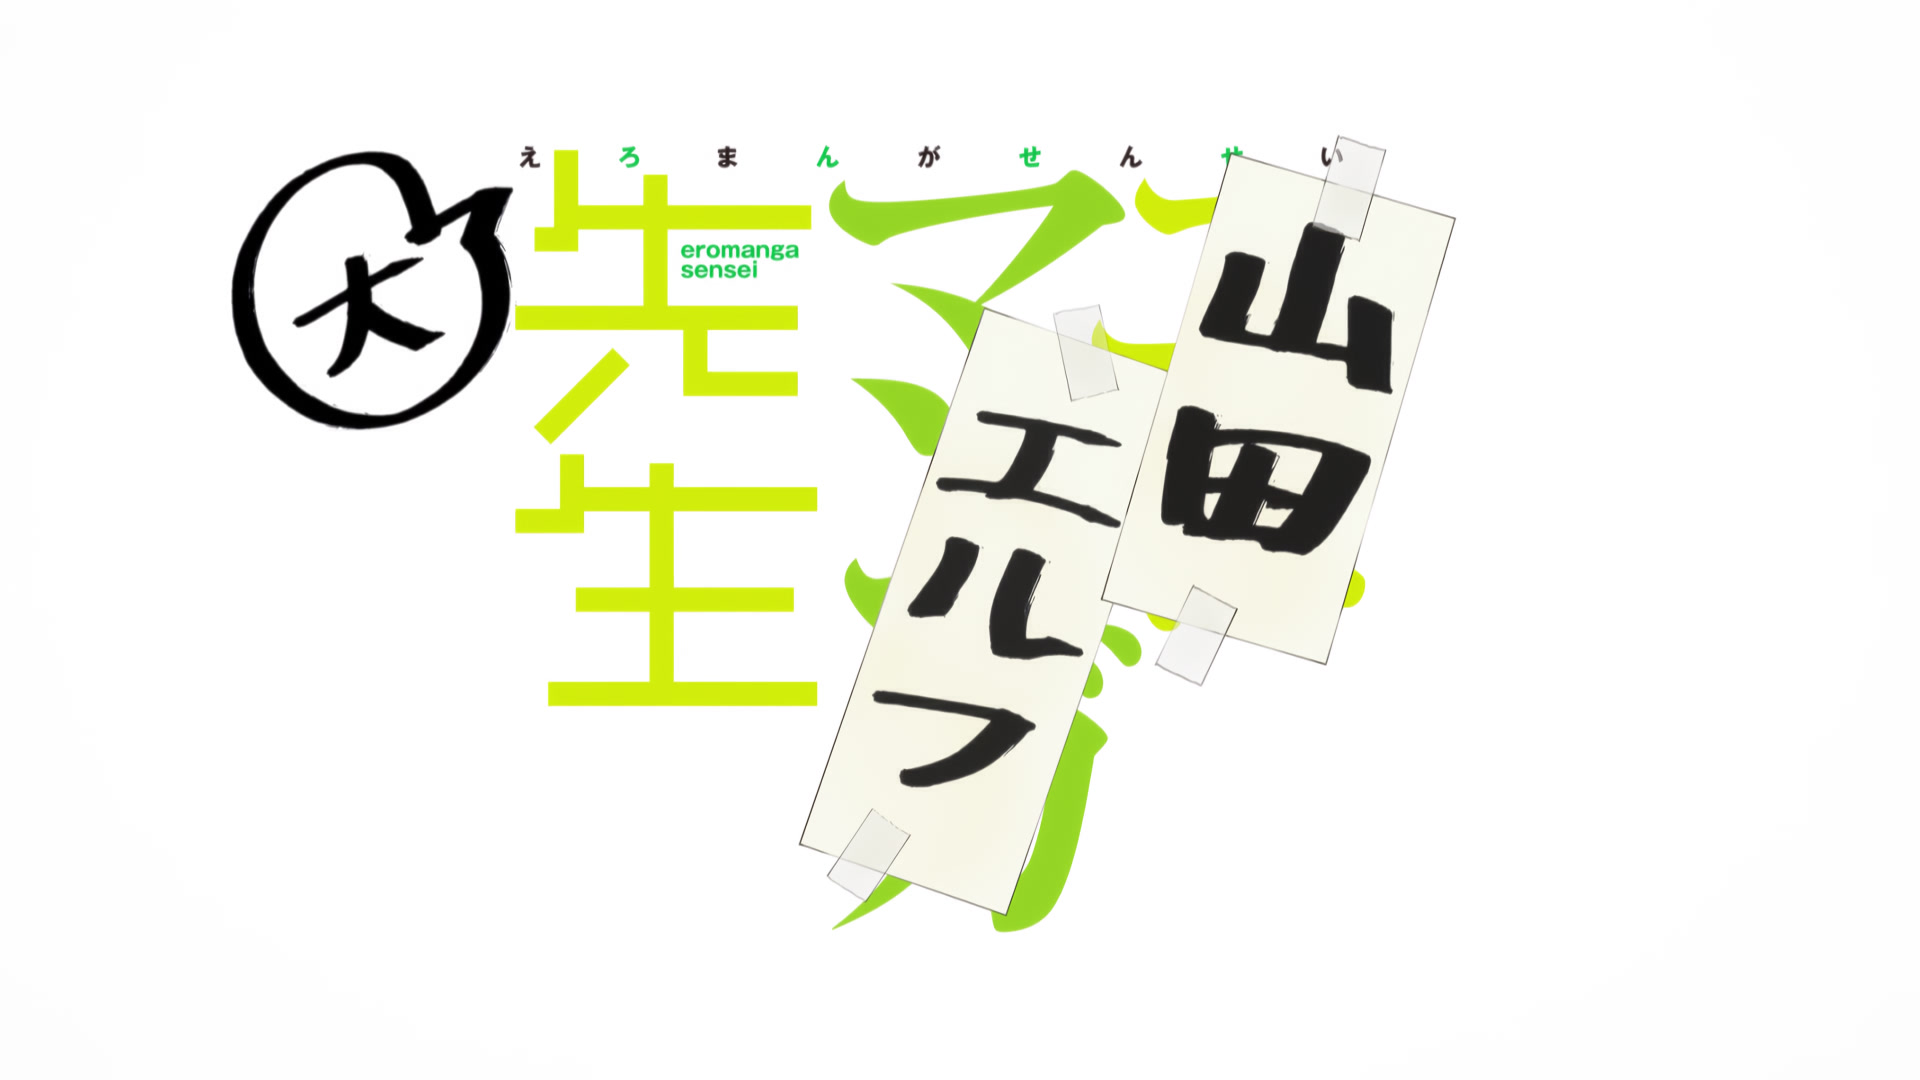 えろまんがせんせい
山田
エルフ
マ
大
先生
eromanga
sensei